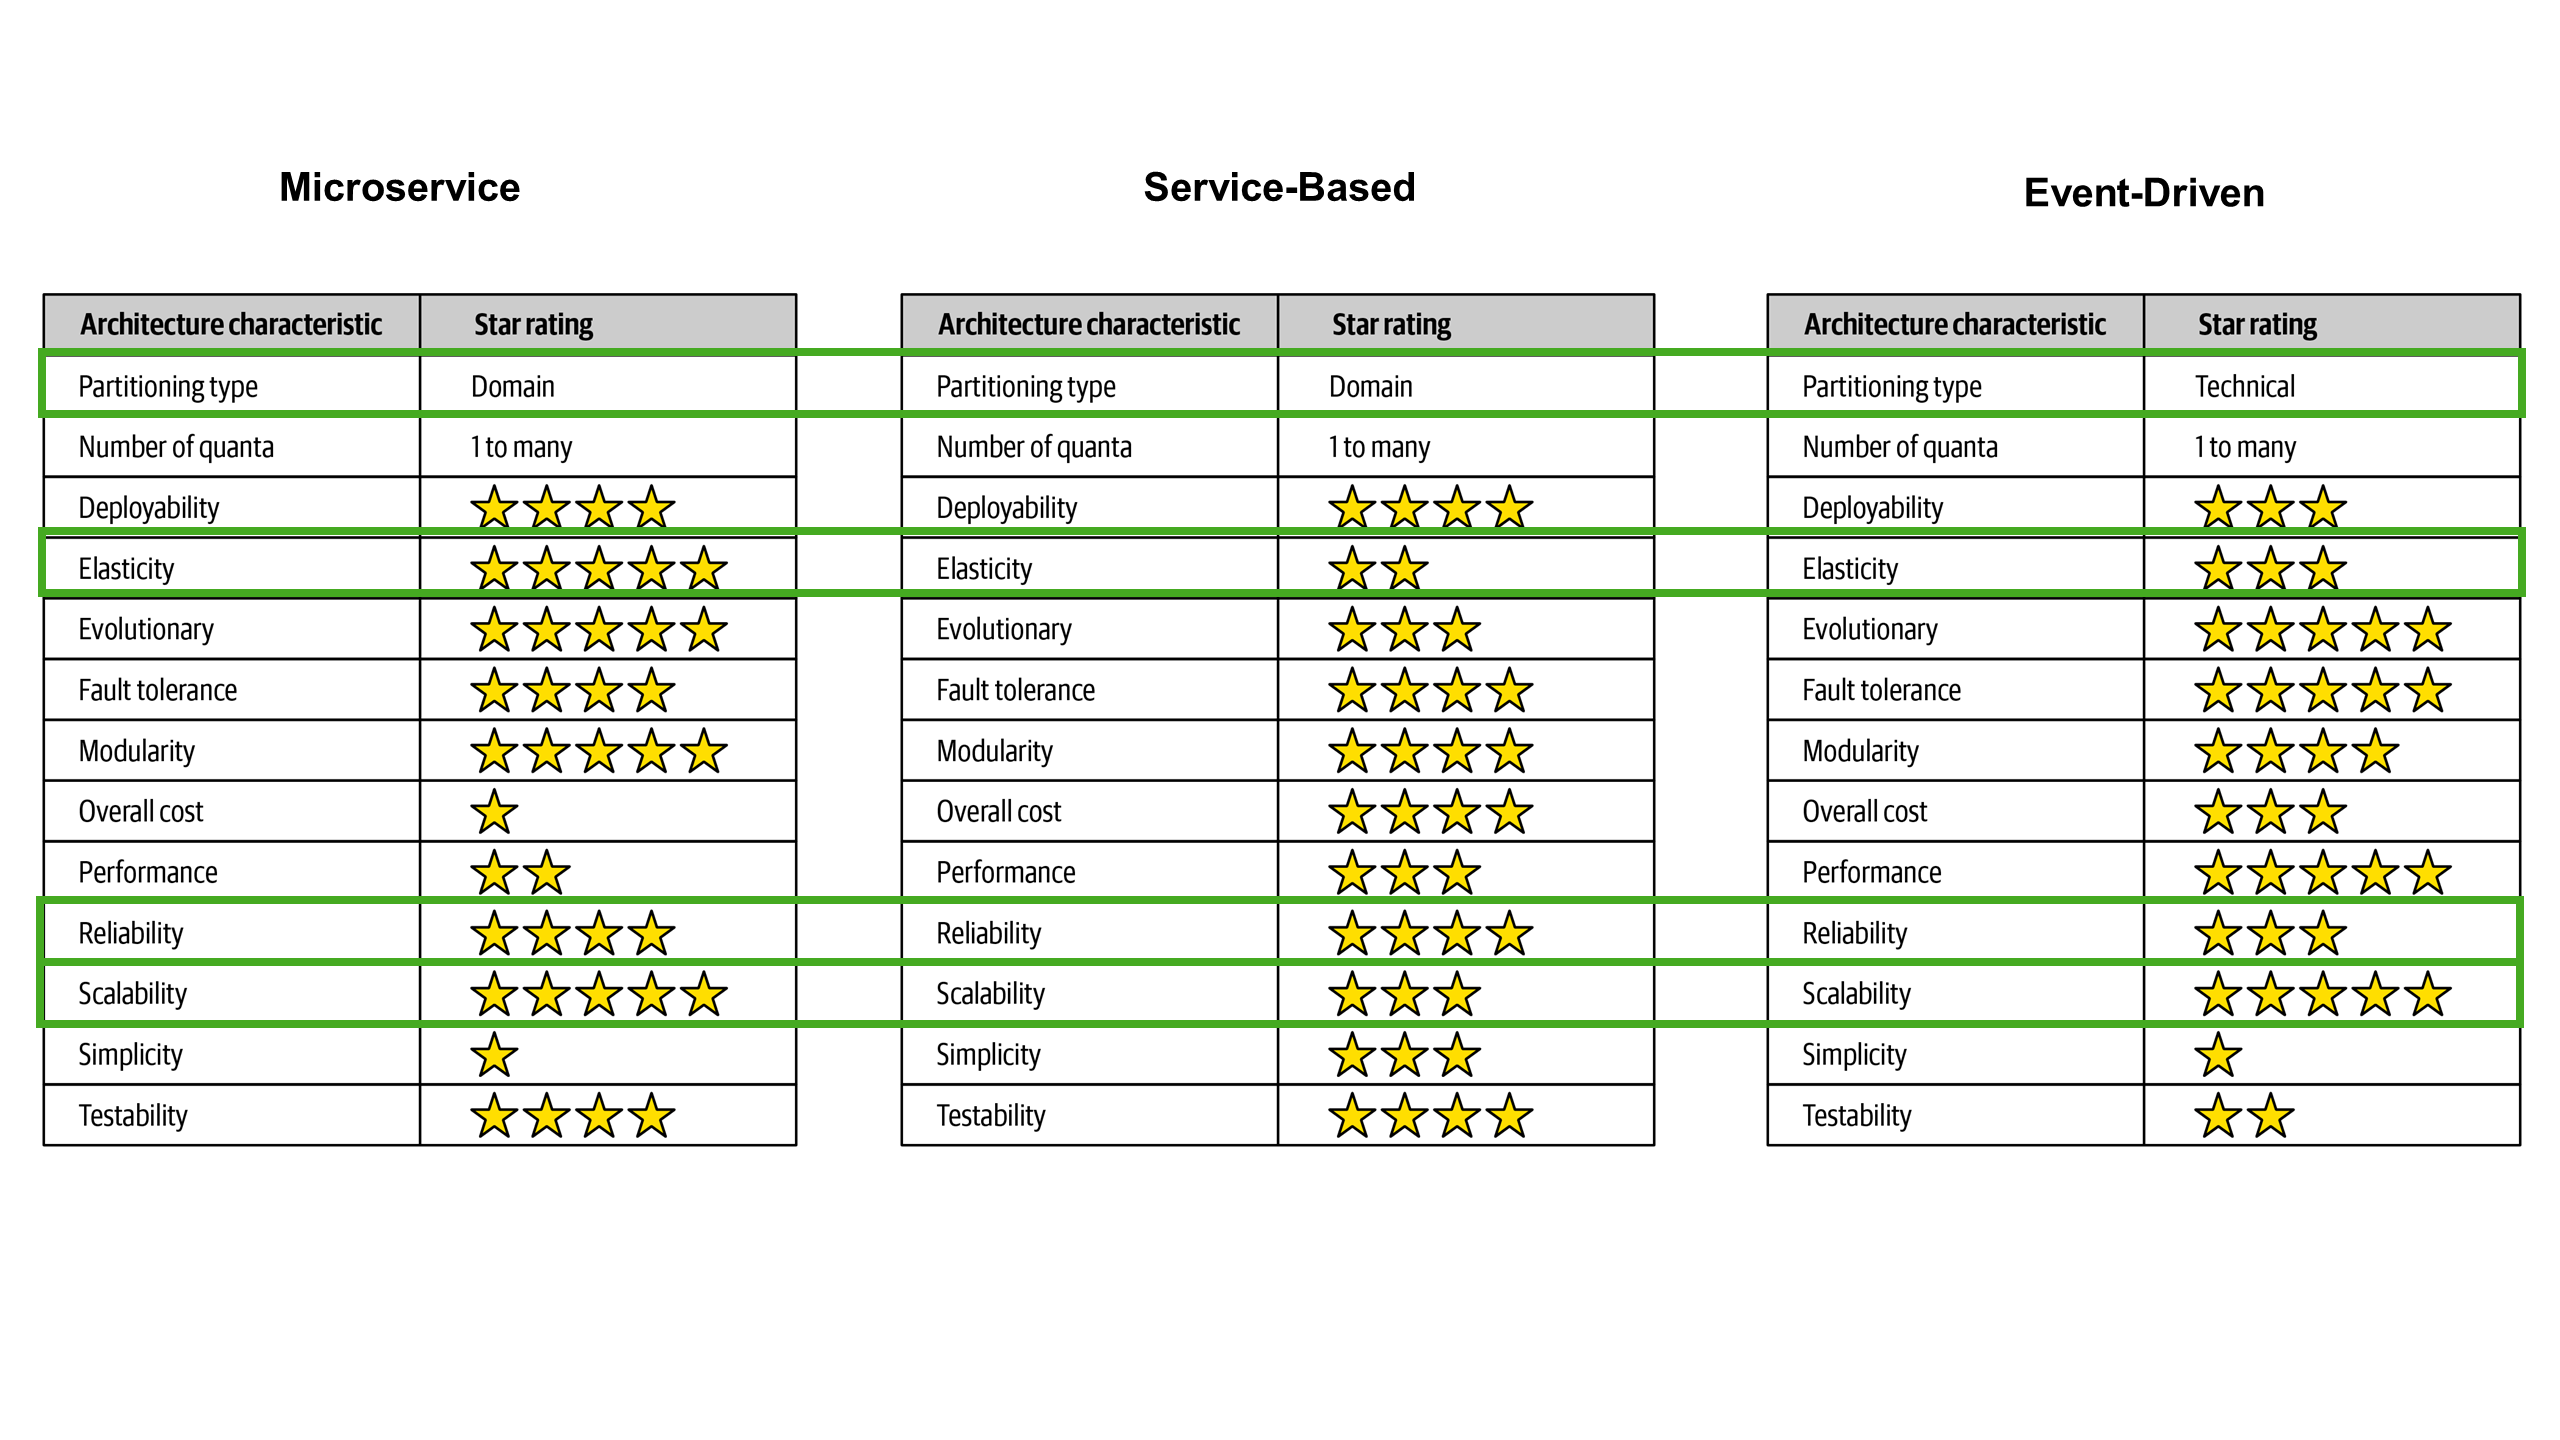 Microservice
Service-Based
Event-Driven
Architecture characteristic Star rating
Partitioning type Domain
Number of quanta 1 to many
Deployability
Elasticity
Evolutionary
Fault tolerance
Modularity
Overall cost
Performance
Reliability
Scalability
Simplicity
Testability
Architecture characteristic Star rating
Partitioning type Domain
Number of quanta 1 to many
Deployability
Elasticity
Evolutionary
Fault tolerance
Modularity
Overall cost
Performance
Reliability
Scalability
Simplicity
Testability
Architecture characteristic Star rating
Partitioning type Technical
Number of quanta 1 to many
Deployability
Elasticity
Evolutionary
Fault tolerance
Modularity
Overall cost
Performance
Reliability
Scalability
Simplicity
Testability